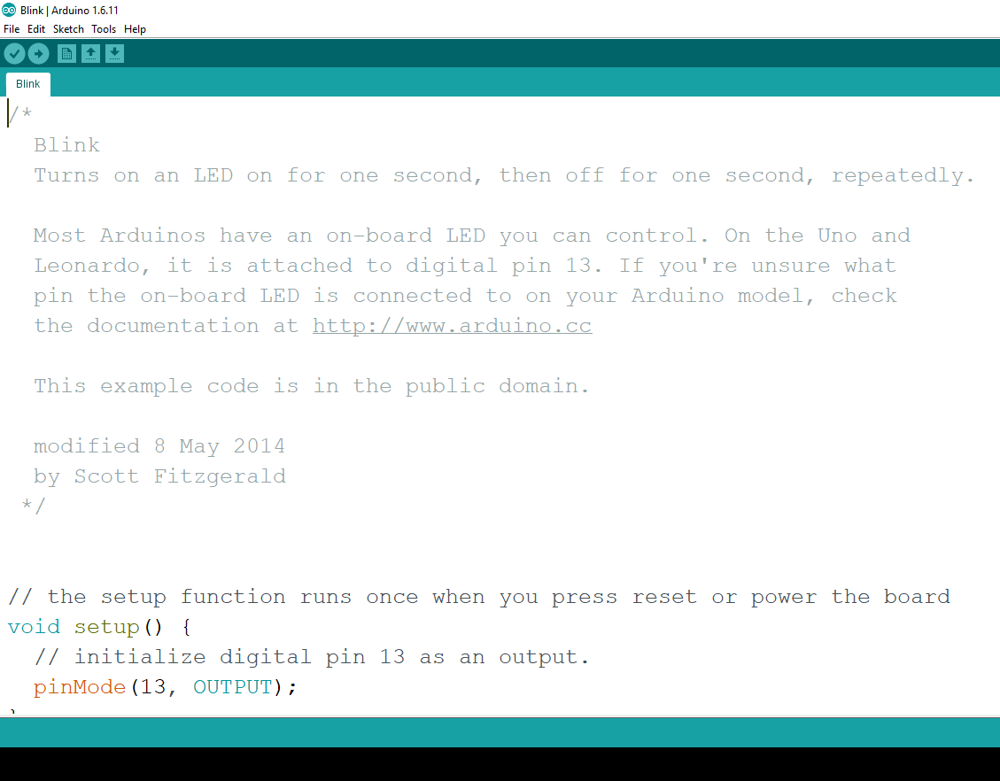 Blink | Arduino 1.6.11
File Edit Sketch Tools Help
Blink
/*
Blink
Turns on an LED on for one second, then off for one second, repeatedly.
Most Arduinos have an on-board LED you can control. On the Uno and
Leonardo, it is attached to digital pin 13. If you're unsure what
pin the on-board LED is connected to on your Arduino model, check
the documentation at http://www.arduino.cc
This example code is in the public domain.
modified 8 May 2014
by Scott Fitzgerald
*/
// the setup function runs once when you press reset or power the board
void setup() {
// initialize digital pin 13 as an output.
pinMode(13, OUTPUT);